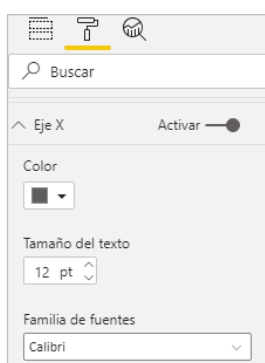 Buscar
Eje X Activar
Color
Tamaño del texto
12 pt
Familia de fuentes
Calibri